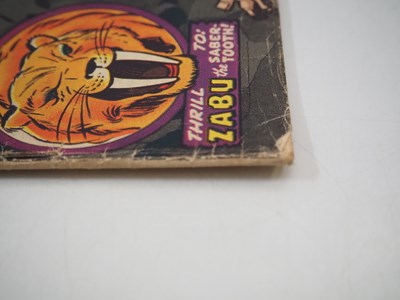 THRILL TO:
ZABU the SABER-
TOOTH!